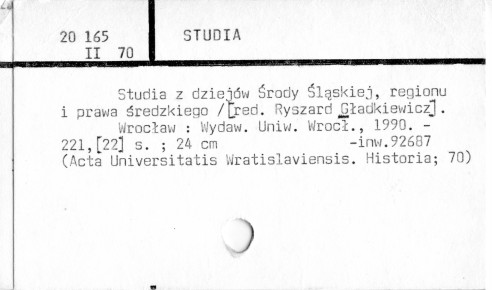 20 165 STUDIA
II 70
Studia z dziejów Środy Śląskiej, regionu
i prawa średzkiego /[red. Ryszard Gładkiewicz].
Wrocław : Wydaw. Uniw. Wrocł., 1990. -
221,[22] s. ; 24 cm -inw.92687
(Acta Universitatis Wratislaviensis. Historia; 70)